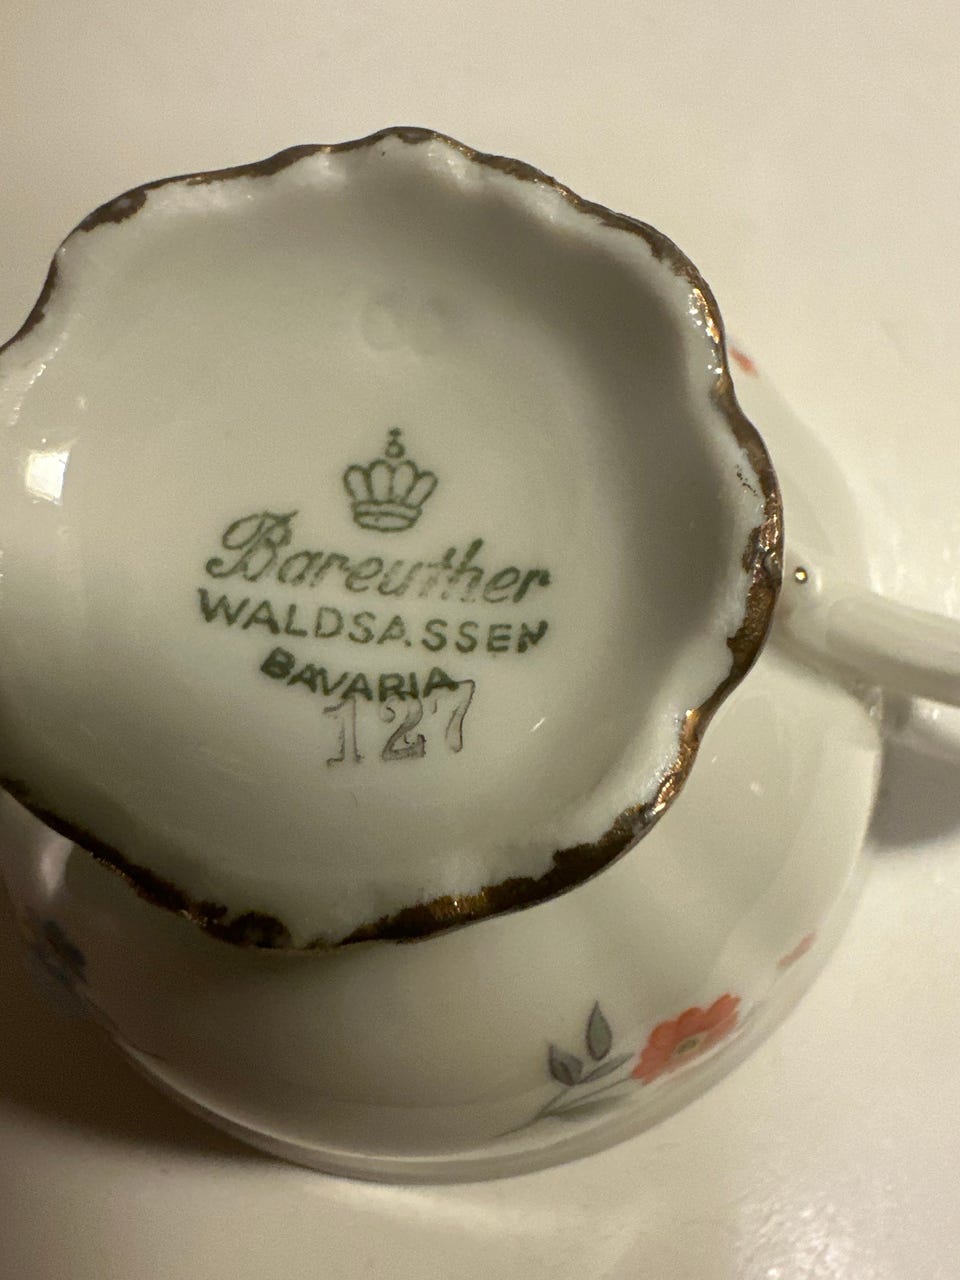 Bareuther
WALDSASSEN
BAVARIA
127